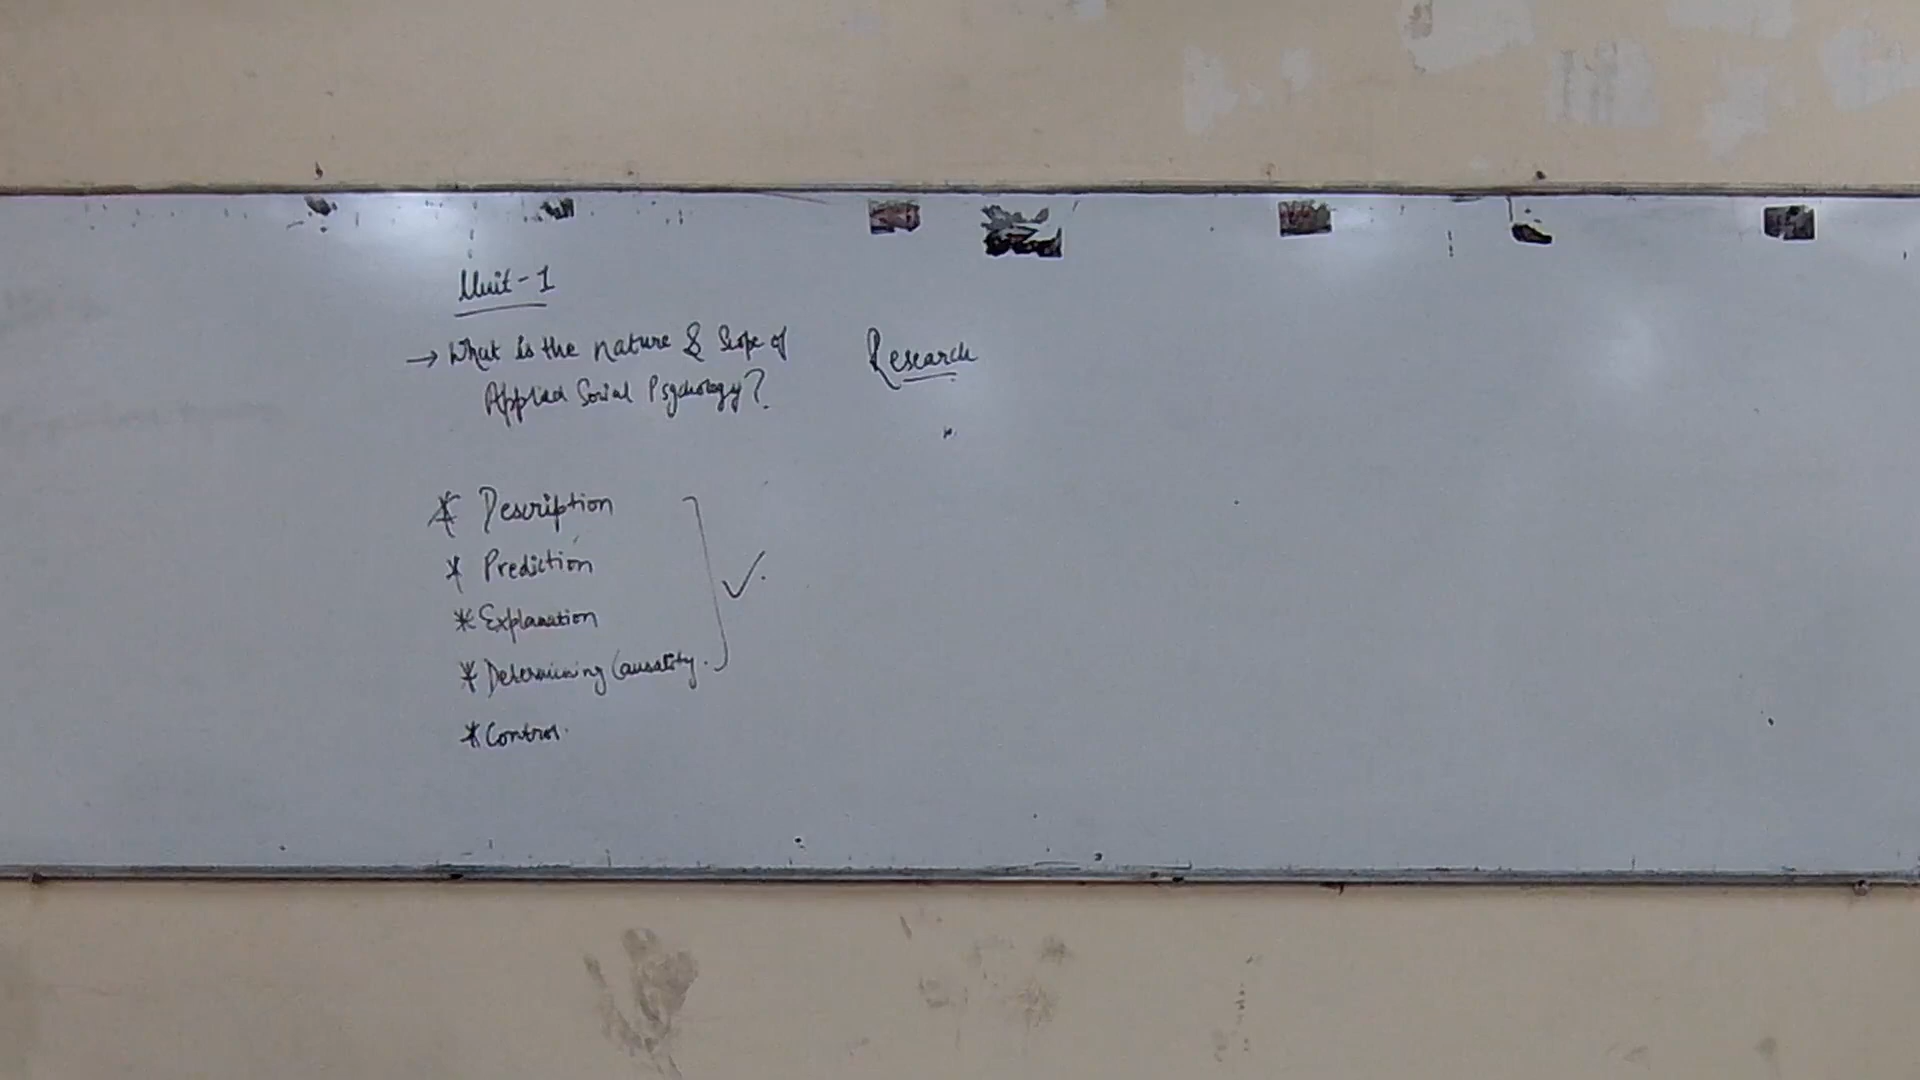 Unit-1
→ What is the nature & Scope of
Applied Social Psychology?
Research
* Description
* Prediction
* Explanation
* Determining Causality.
* Control.